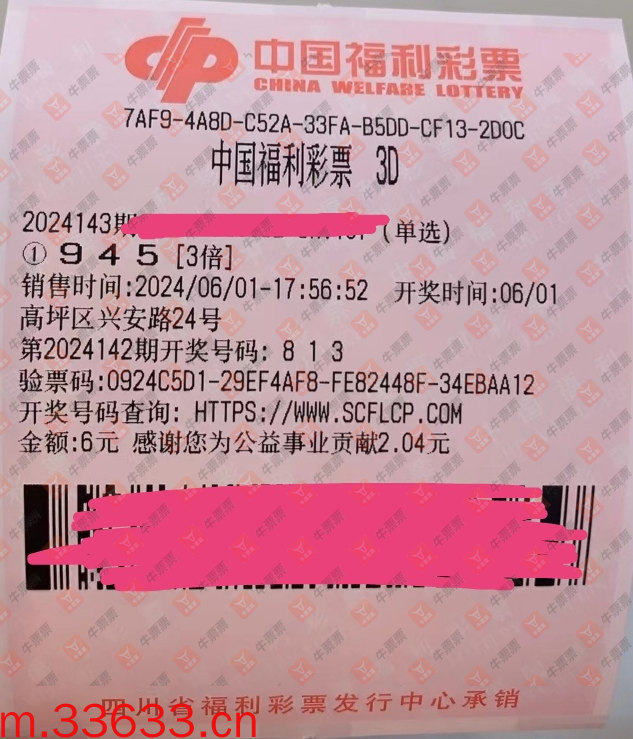 中国福利彩票
CHINA WELFARE LOTTERY
7AF9-4A8D-C52A-33FA-B5DD-CF13-2D0C
中国福利彩票 3D
2024143期 (单选)
① 9 4 5 [3倍]
销售时间:2024/06/01-17:56:52 开奖时间:06/01
高坪区兴安路24号
第2024142期开奖号码: 8 1 3
验票码:0924C5D1-29EF4AF8-FE82448F-34EBAA12
开奖号码查询: HTTPS://WWW.SCFLCP.COM
金额:6元 感谢您为公益事业贡献2.04元
四川省福利彩票发行中心承销
m.33633.cn
牛票票